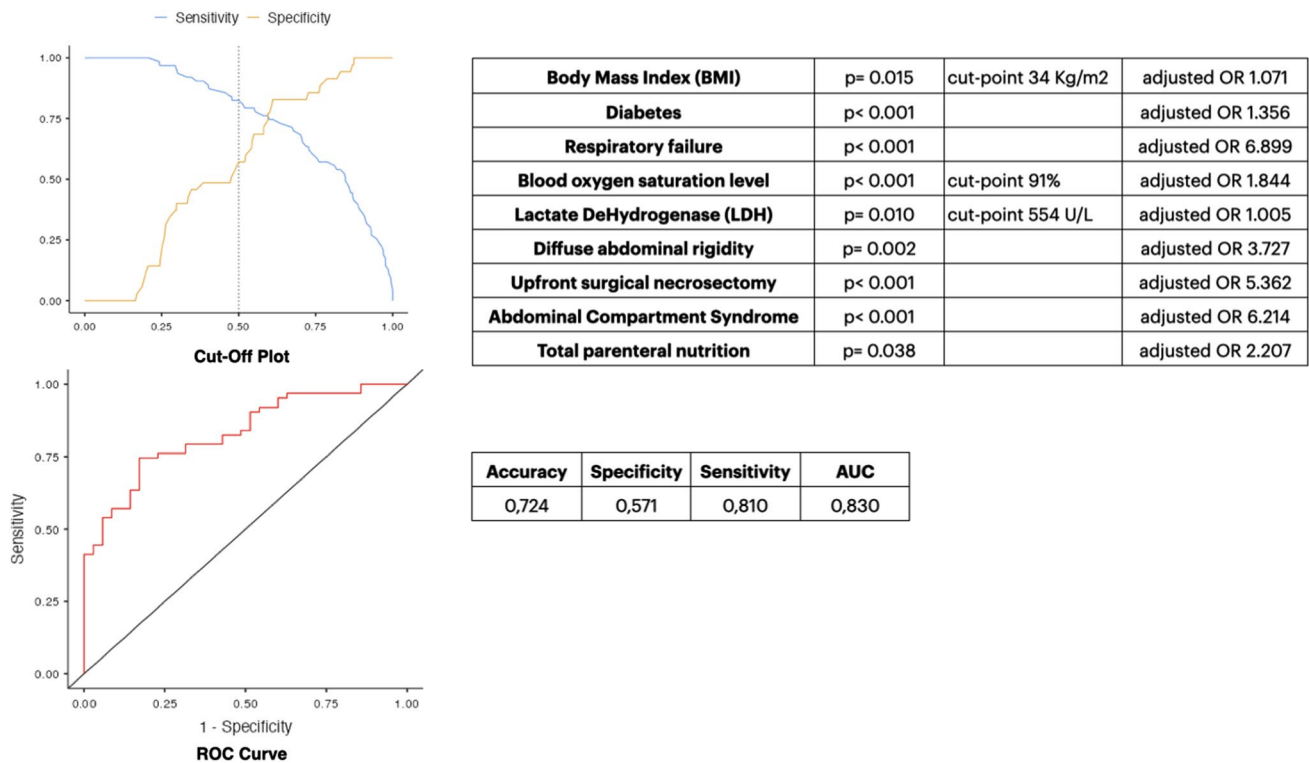 Sensitivity Specificity
1.00
0.75
0.50
0.25
0.00
0.00 0.25 0.50 0.75 1.00
Cut-Off Plot
1.00
0.75
0.50
0.25
0.00
Sensitivity
0.00 0.25 0.50 0.75 1.00
1 - Specificity
ROC Curve
Body Mass Index (BMI) p= 0.015 cut-point 34 Kg/m2 adjusted OR 1.071
Diabetes p< 0.001 adjusted OR 1.356
Respiratory failure p< 0.001 adjusted OR 6.899
Blood oxygen saturation level p< 0.001 cut-point 91% adjusted OR 1.844
Lactate DeHydrogenase (LDH) p= 0.010 cut-point 554 U/L adjusted OR 1.005
Diffuse abdominal rigidity p= 0.002 adjusted OR 3.727
Upfront surgical necrosectomy p< 0.001 adjusted OR 5.362
Abdominal Compartment Syndrome p< 0.001 adjusted OR 6.214
Total parenteral nutrition p= 0.038 adjusted OR 2.207
Accuracy Specificity Sensitivity AUC
0,724 0,571 0,810 0,830